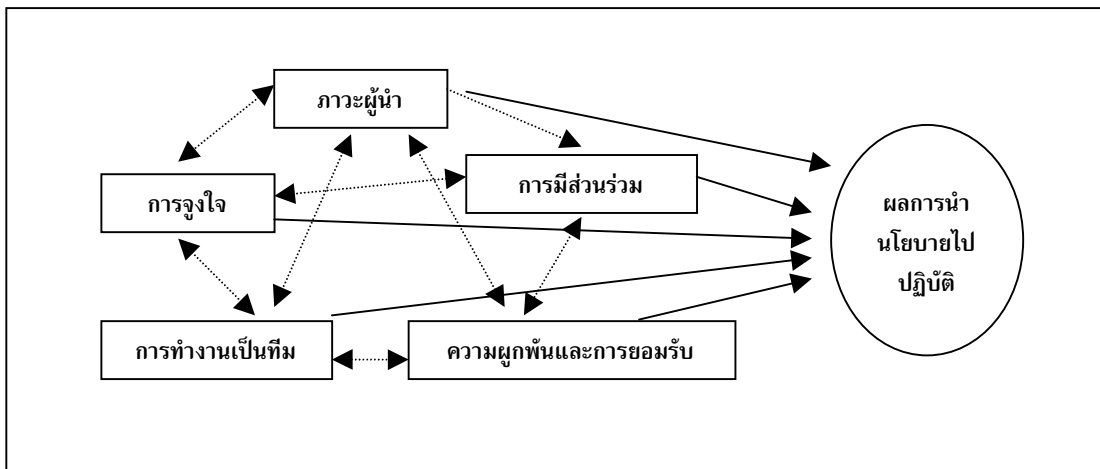 ภาวะผู้นำ
การมีส่วนร่วม
การจูงใจ
ผลการนำ
นโยบายไป
ปฏิบัติ
การทำงานเป็นทีม
ความผูกพันและการยอมรับ